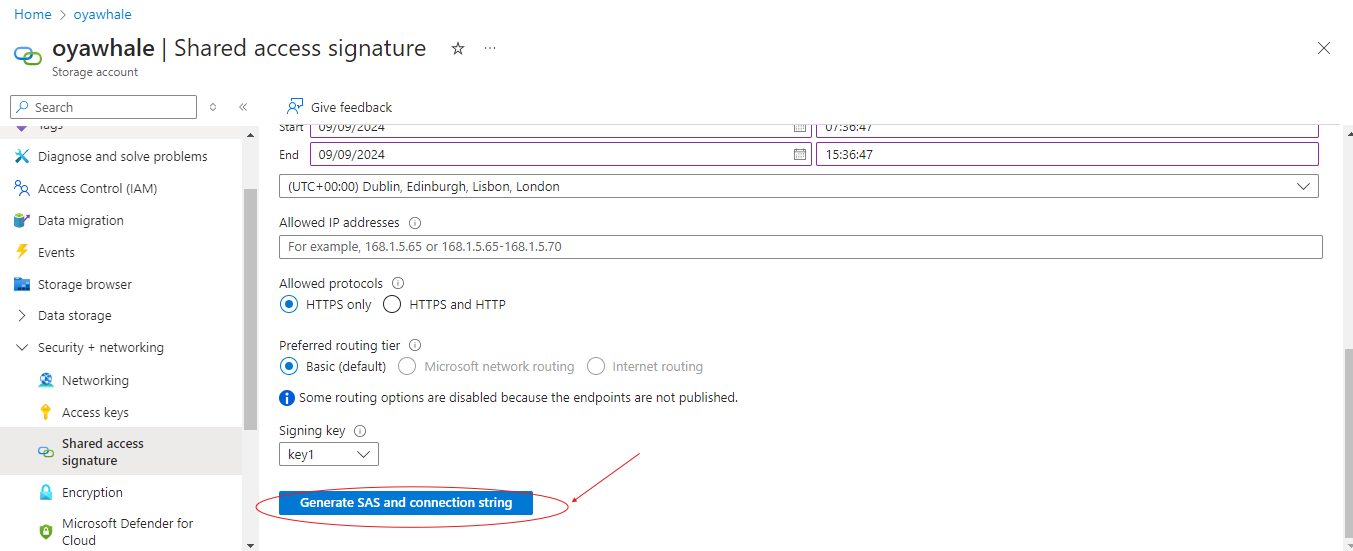 Home > oyawhale
oyawhale | Shared access signature
Storage account
Search
Give feedback
Tags
Diagnose and solve problems
Access Control (IAM)
Data migration
Events
Storage browser
Data storage
Security + networking
Networking
Access keys
Shared access
signature
Encryption
Microsoft Defender for
Cloud
Start 09/09/2024 07:36:47
End 09/09/2024 15:36:47
(UTC+00:00) Dublin, Edinburgh, Lisbon, London
Allowed IP addresses
For example, 168.1.5.65 or 168.1.5.65-168.1.5.70
Allowed protocols
HTTPS only HTTPS and HTTP
Preferred routing tier
Basic (default) Microsoft network routing Internet routing
Some routing options are disabled because the endpoints are not published.
Signing key
key1
Generate SAS and connection string